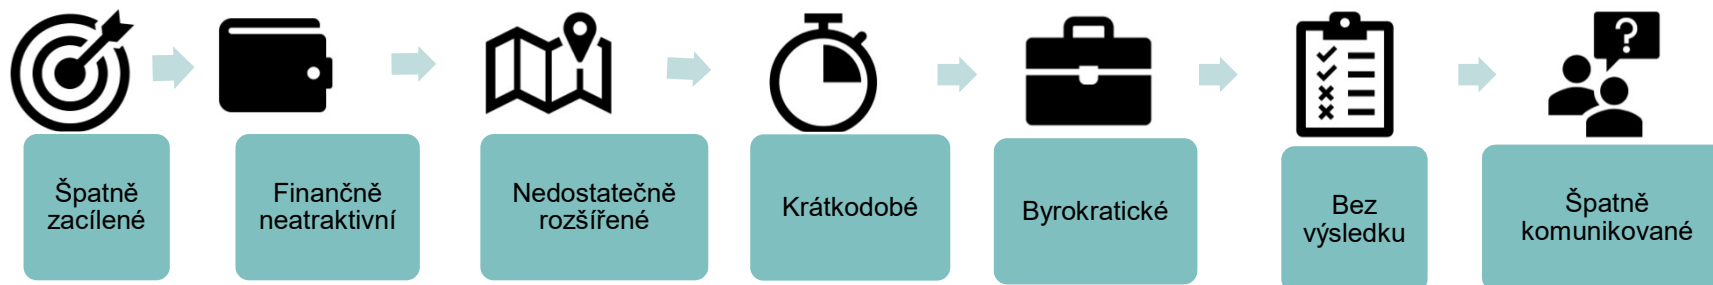 Špatně
zacílené
Finančně
neatraktivní
Nedostatečně
rozšířené
Krátkodobé
Byrokratické
Bez
výsledku
?
Špatně
komunikované